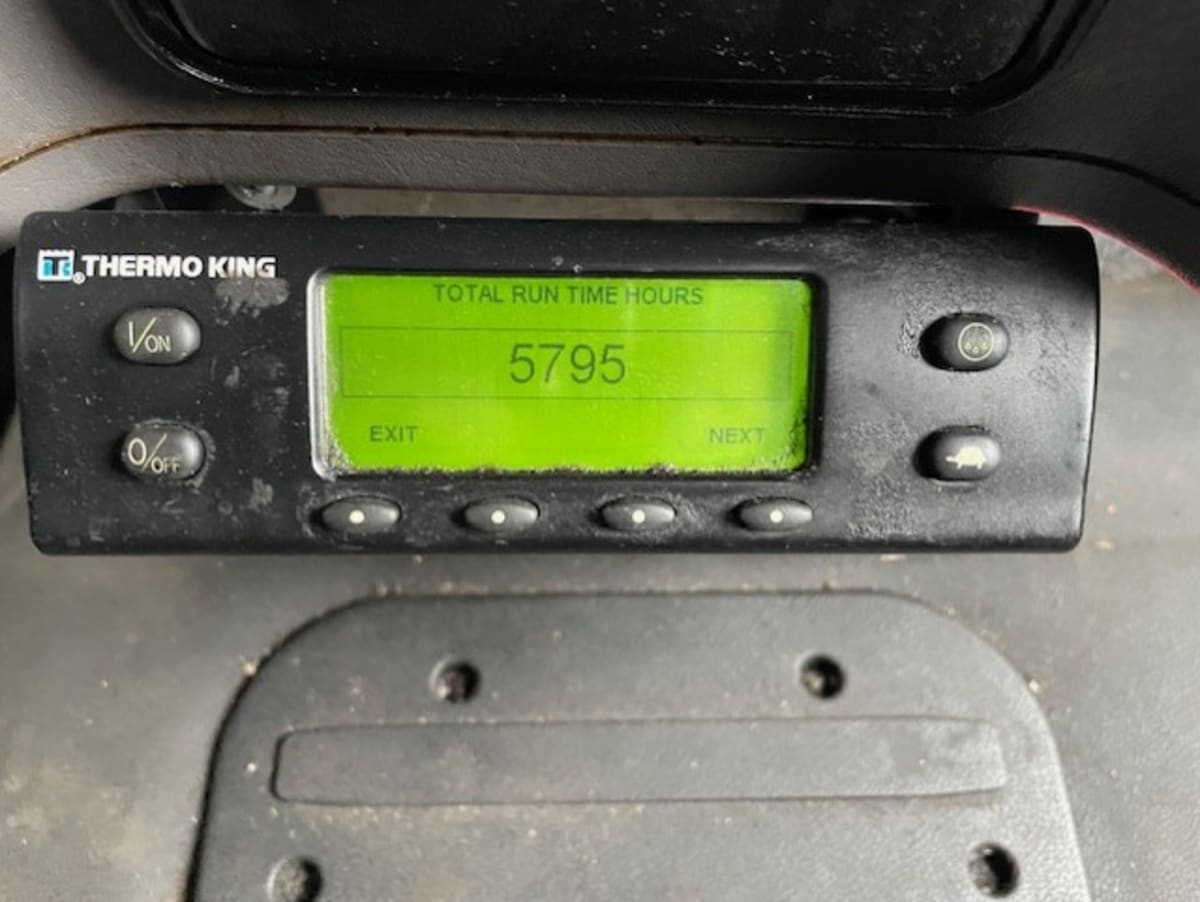 THERMO KING
TOTAL RUN TIME HOURS
I/ON
5795
O/OFF
EXIT
NEXT